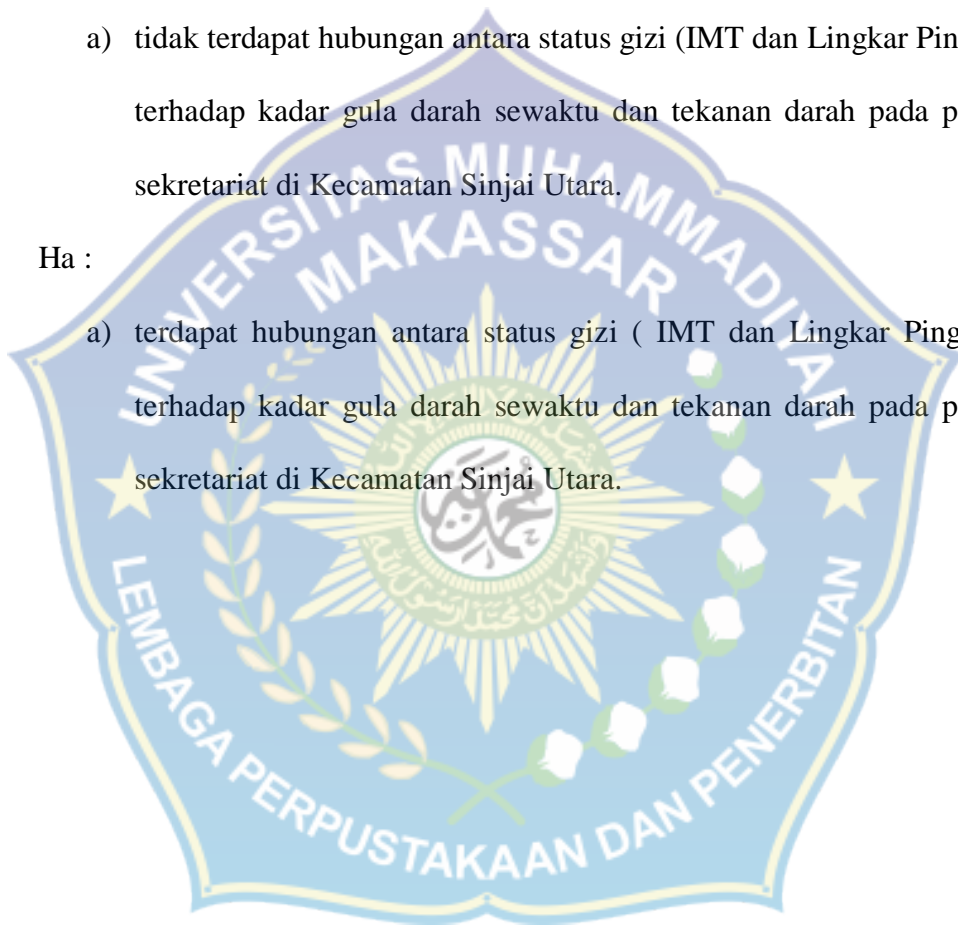 a) tidak terdapat hubungan antara status gizi (IMT dan Lingkar Pin
terhadap kadar gula darah sewaktu dan tekanan darah pada p
sekretariat di Kecamatan Sinjai Utara.
Ha :
a) terdapat hubungan antara status gizi ( IMT dan Lingkar Ping
terhadap kadar gula darah sewaktu dan tekanan darah pada p
sekretariat di Kecamatan Sinjai Utara.
UNIVERSITAS MUHAMMADIYAH
MAKASSAR
LEMBAGA PERPUSTAKAAN DAN PENERBITAN